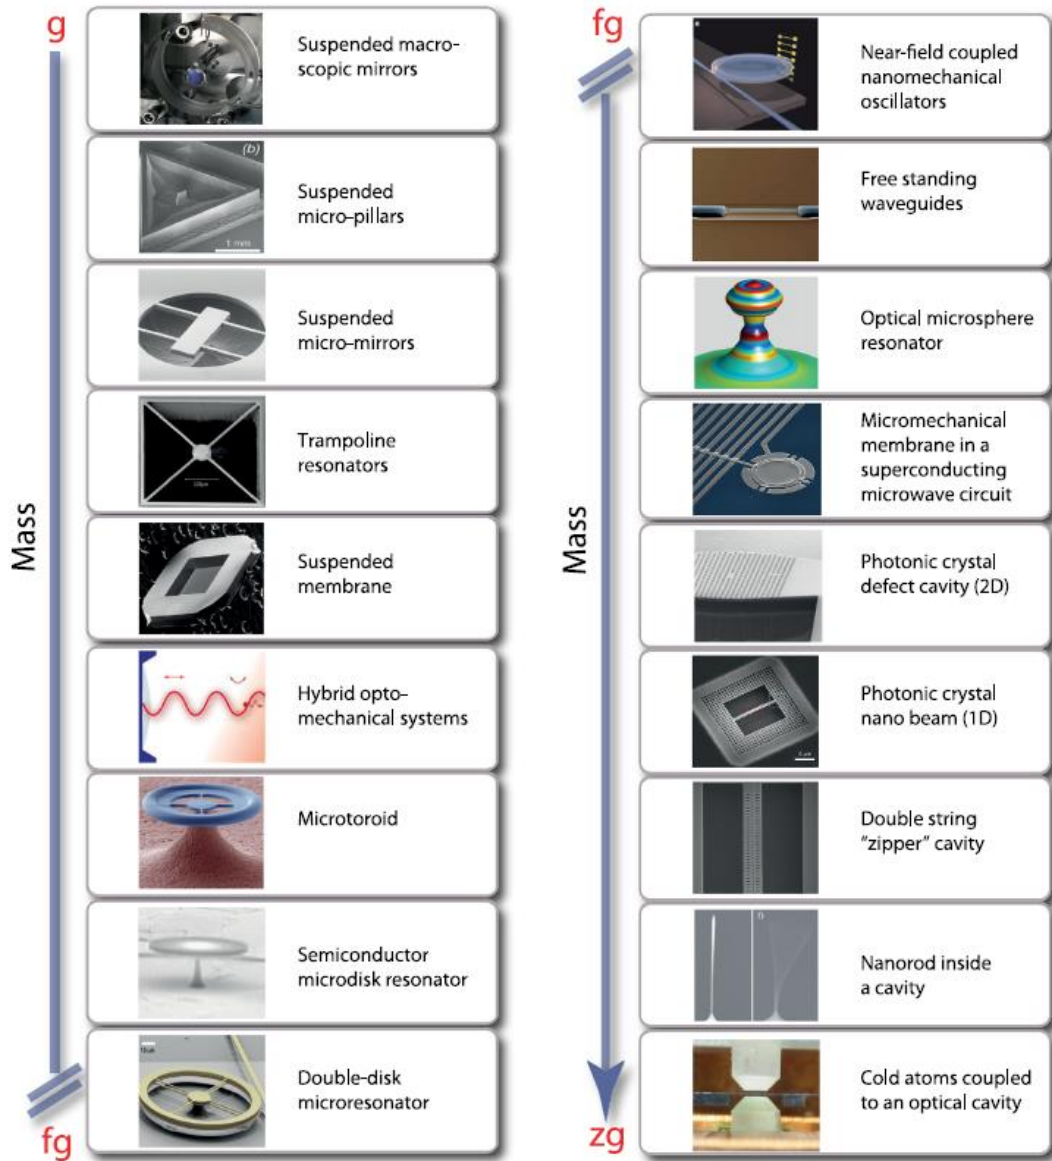 g
Mass
Suspended macro-
scopic mirrors
(b)
1 mm
Suspended
micro-pillars
Suspended
micro-mirrors
Trampoline
resonators
Suspended
membrane
Hybrid opto-
mechanical systems
Microtoroid
Semiconductor
microdisk resonator
Double-disk
microresonator
fg
fg
Mass
Near-field coupled
nanomechanical
oscillators
Free standing
waveguides
Optical microsphere
resonator
Micromechanical
membrane in a
superconducting
microwave circuit
Photonic crystal
defect cavity (2D)
Photonic crystal
nano beam (1D)
Double string
"zipper" cavity
Nanorod inside
a cavity
Cold atoms coupled
to an optical cavity
zg